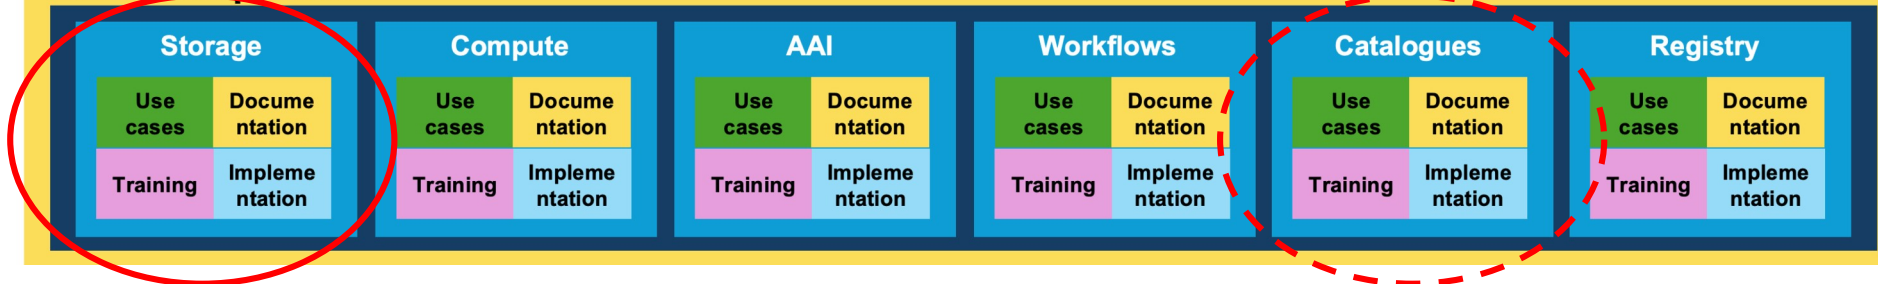 Storage
Use
cases
Docume
ntation
Training
Impleme
ntation
Compute
Use
cases
Docume
ntation
Training
Impleme
ntation
AAI
Use
cases
Docume
ntation
Training
Impleme
ntation
Workflows
Use
cases
Docume
ntation
Training
Impleme
ntation
Catalogues
Use
cases
Docume
ntation
Training
Impleme
ntation
Registry
Use
cases
Docume
ntation
Training
Impleme
ntation